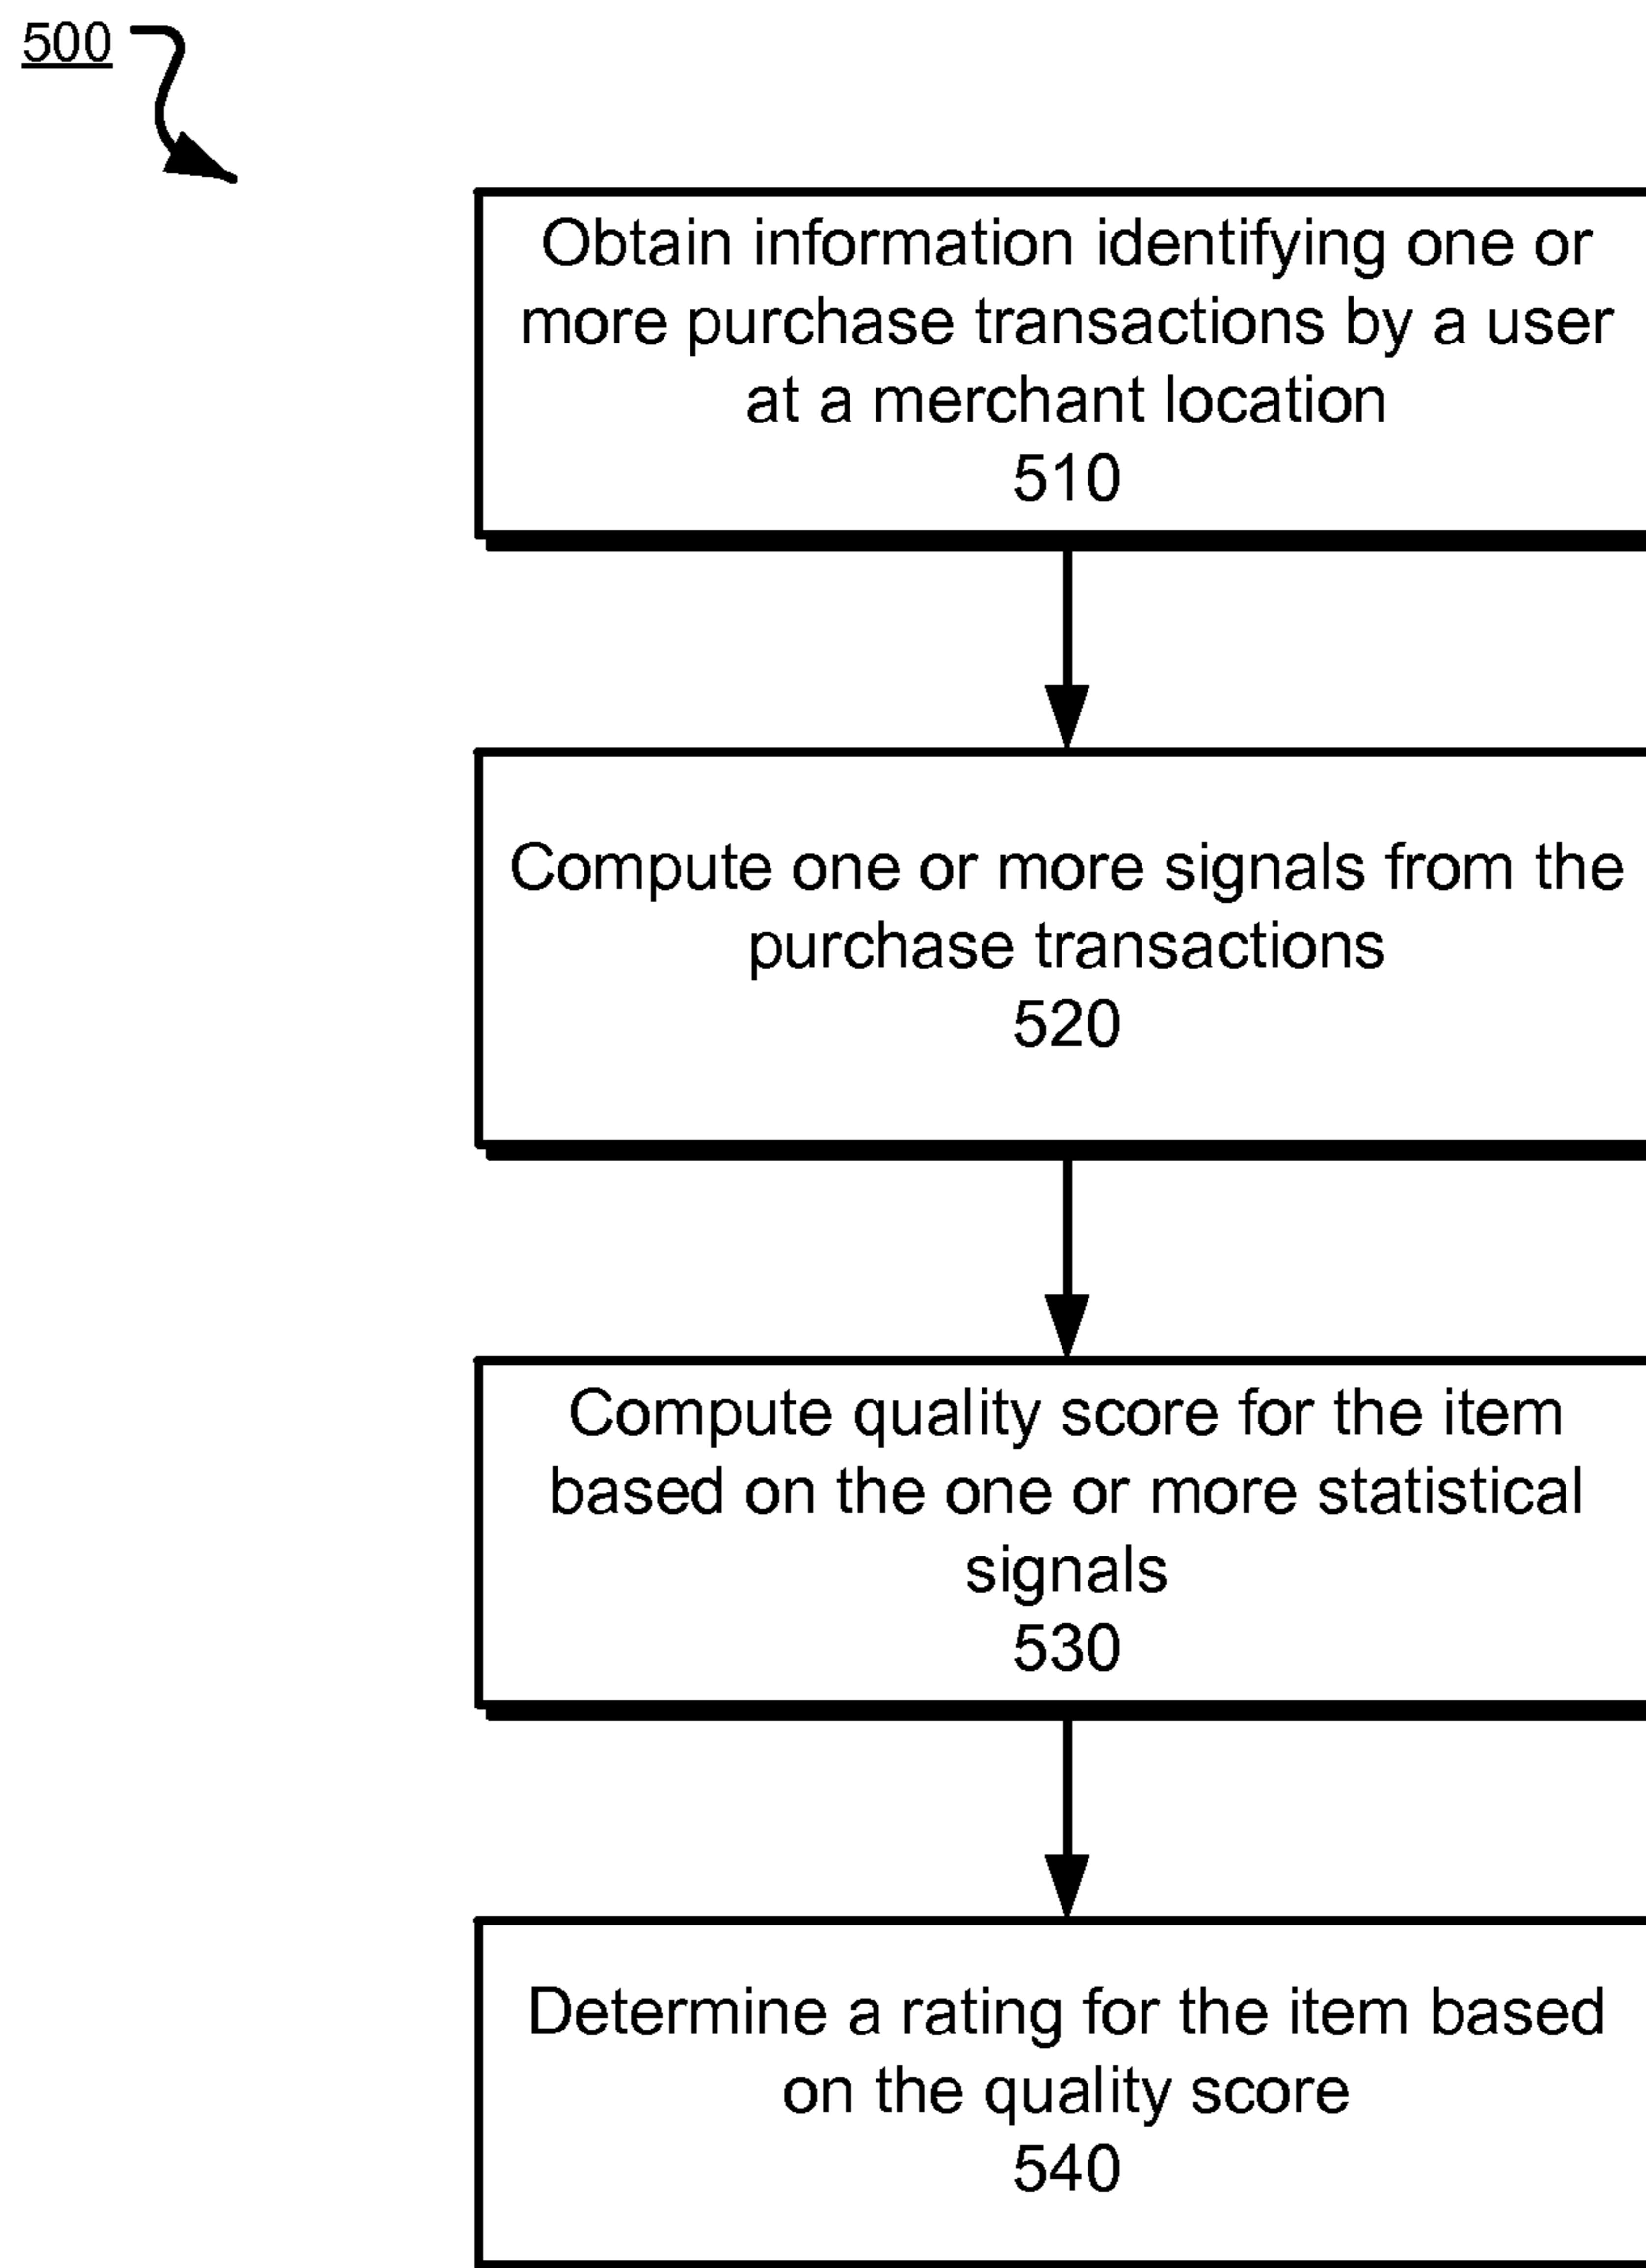 500
Obtain information identifying one or
more purchase transactions by a user
at a merchant location
510
Compute one or more signals from the
purchase transactions
520
Compute quality score for the item
based on the one or more statistical
signals
530
Determine a rating for the item based
on the quality score
540